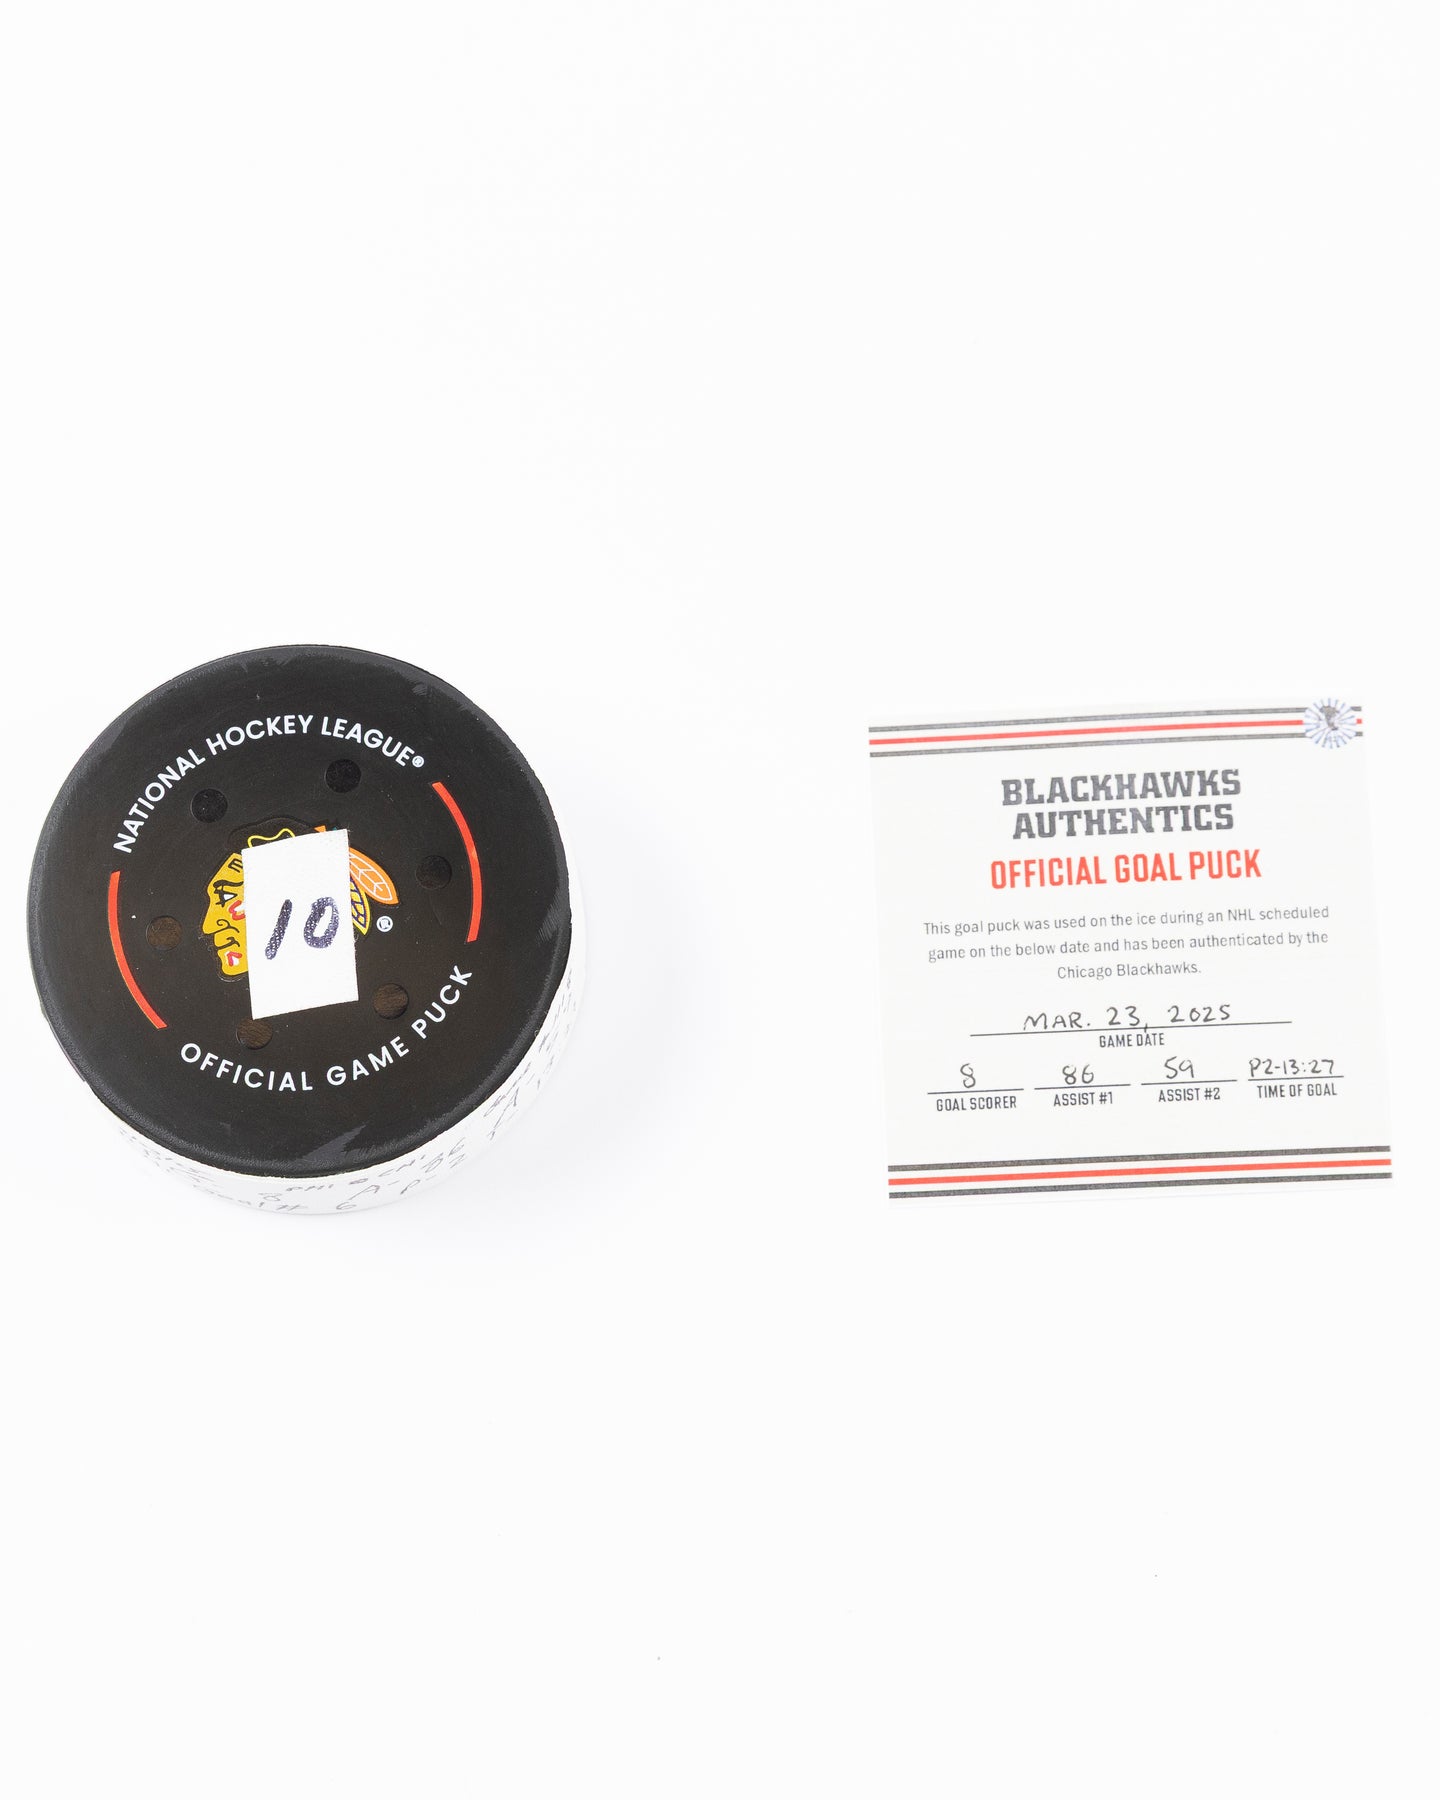 NATIONAL HOCKEY LEAGUE®
10
®
OFFICIAL GAME PUCK
PHI @ CHI
BLACKHAWKS
AUTHENTICS
OFFICIAL GOAL PUCK
This goal puck was used on the ice during an NHL scheduled
game on the below date and has been authenticated by the
Chicago Blackhawks.
MAR. 23, 2025
GAME DATE
8 86 59 P2-13:27
GOAL SCORER ASSIST #1 ASSIST #2 TIME OF GOAL